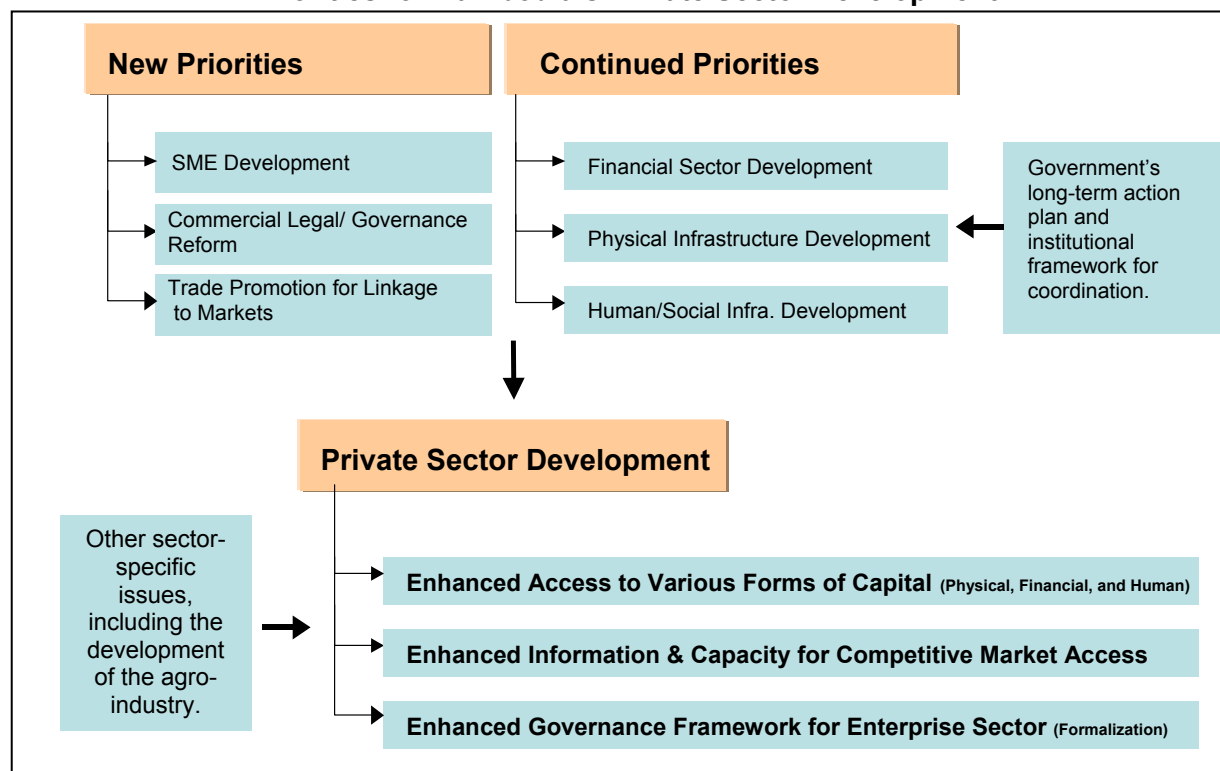 New Priorities
Continued Priorities
SME Development
Commercial Legal/ Governance
Reform
Trade Promotion for Linkage
to Markets
Financial Sector Development
Physical Infrastructure Development
Human/Social Infra. Development
Government’s
long-term action
plan and
institutional
framework for
coordination.
Private Sector Development
Other sector-
specific
issues,
including the
development
of the agro-
industry.
Enhanced Access to Various Forms of Capital (Physical, Financial, and Human)
Enhanced Information & Capacity for Competitive Market Access
Enhanced Governance Framework for Enterprise Sector (Formalization)